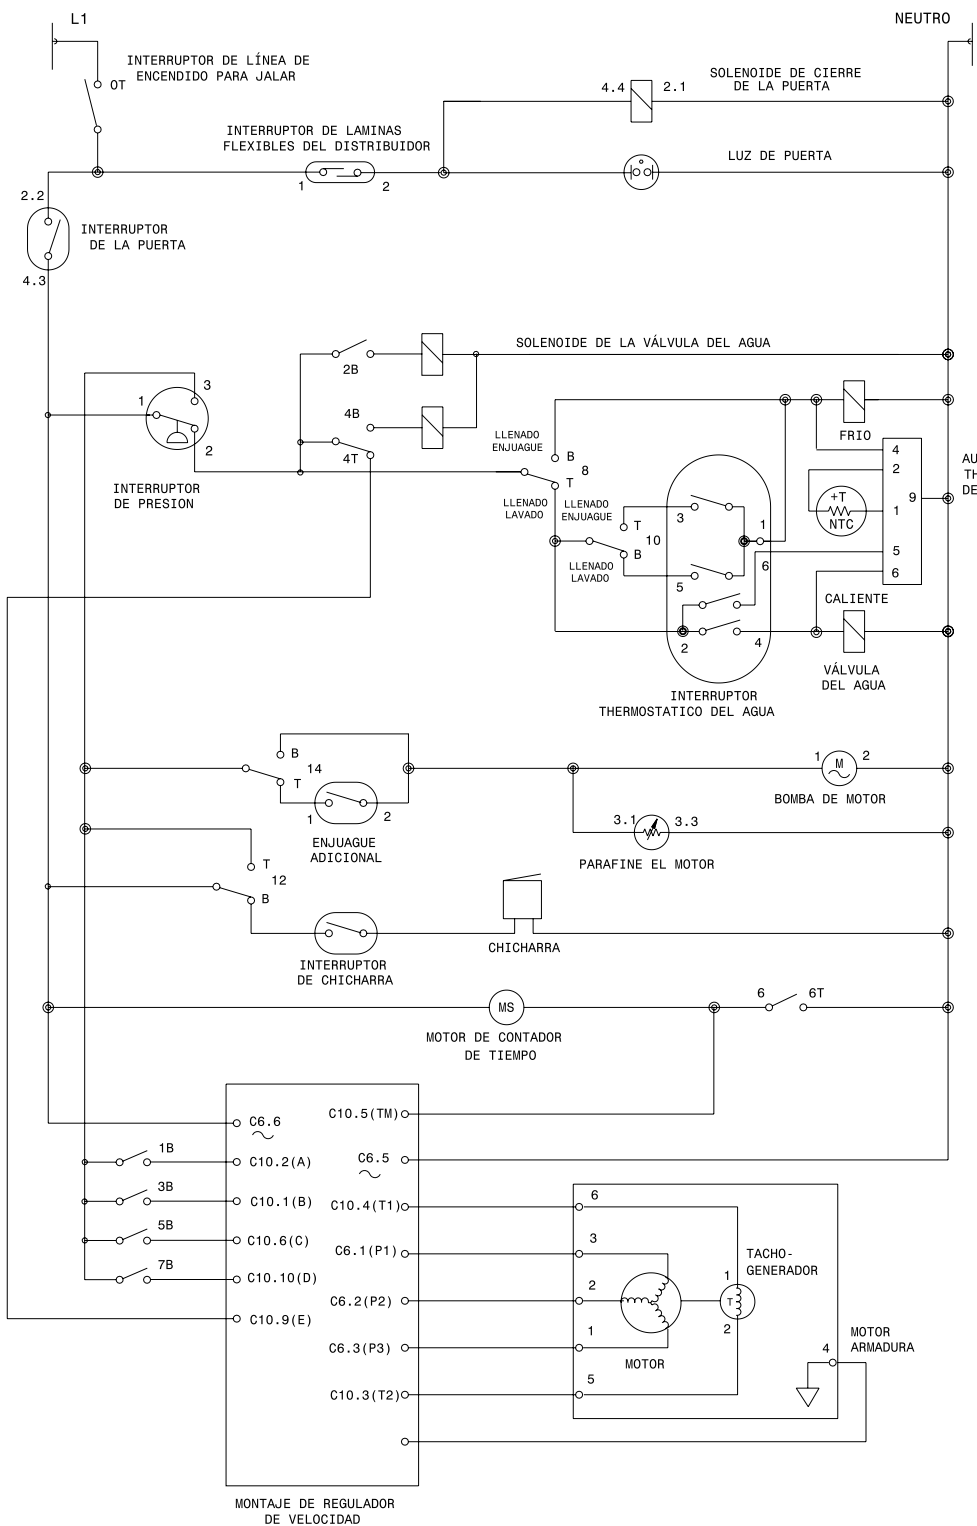 L1
NEUTRO
INTERRUPTOR DE LÍNEA DE
ENCENDIDO PARA JALAR
OT
SOLENOIDE DE CIERRE
DE LA PUERTA
4.4
2.1
INTERRUPTOR DE LAMINAS
FLEXIBLES DEL DISTRIBUIDOR
LUZ DE PUERTA
1
2
2.2
INTERRUPTOR
DE LA PUERTA
4.3
SOLENOIDE DE LA VÁLVULA DEL AGUA
2B
3
1
2
4B
4T
INTERRUPTOR
DE PRESION
LLENADO
ENJUAGUE
B
8
T
LLENADO
LAVADO
LLENADO
ENJUAGUE
T
10
B
LLENADO
LAVADO
3
1
6
5
2
4
FRIO
4
2
9
+T
NTC
1
5
6
AU
TH
DE
CALIENTE
VÁLVULA
DEL AGUA
INTERRUPTOR
THERMOSTATICO DEL AGUA
B
14
T
1
2
ENJUAGUE
ADICIONAL
1
M
2
BOMBA DE MOTOR
3.1
3.3
PARAFINE EL MOTOR
T
12
B
INTERRUPTOR
DE CHICHARRA
CHICHARRA
MS
6
6T
MOTOR DE CONTADOR
DE TIEMPO
C6.6
C10.5(TM)
1B
C10.2(A)
C6.5
3B
C10.1(B)
C10.4(T1)
6
5B
C10.6(C)
C6.1(P1)
3
TACHO-
GENERADOR
7B
C10.10(D)
C6.2(P2)
2
1
T
2
C10.9(E)
C6.3(P3)
1
MOTOR
MOTOR
ARMADURA
4
C10.3(T2)
5
MONTAJE DE REGULADOR
DE VELOCIDAD